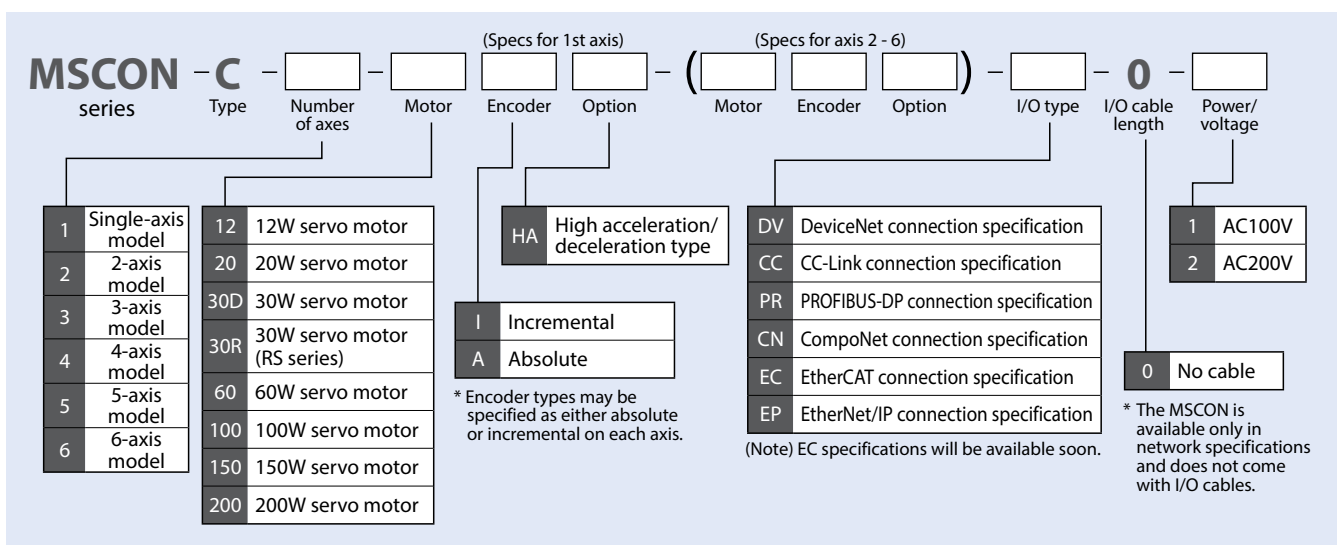 (Specs for 1st axis)
(Specs for axis 2 - 6)
MSCON - C - - - ( ) - - 0 -
series
Type
Number
of axes
Motor
Encoder
Option
Motor
Encoder
Option
I/O type
I/O cable
length
Power/
voltage
1 Single-axis
model
2 2-axis
model
3 3-axis
model
4 4-axis
model
5 5-axis
model
6 6-axis
model
12 12W servo motor
20 20W servo motor
30D 30W servo motor
30R 30W servo motor
(RS series)
60 60W servo motor
100 100W servo motor
150 150W servo motor
200 200W servo motor
I Incremental
A Absolute
* Encoder types may be
specified as either absolute
or incremental on each axis.
HA High acceleration/
deceleration type
DV DeviceNet connection specification
CC CC-Link connection specification
PR PROFIBUS-DP connection specification
CN CompoNet connection specification
EC EtherCAT connection specification
EP EtherNet/IP connection specification
(Note) EC specifications will be available soon.
0 No cable
* The MSCON is
available only in
network specifications
and does not come
with I/O cables.
1 AC100V
2 AC200V